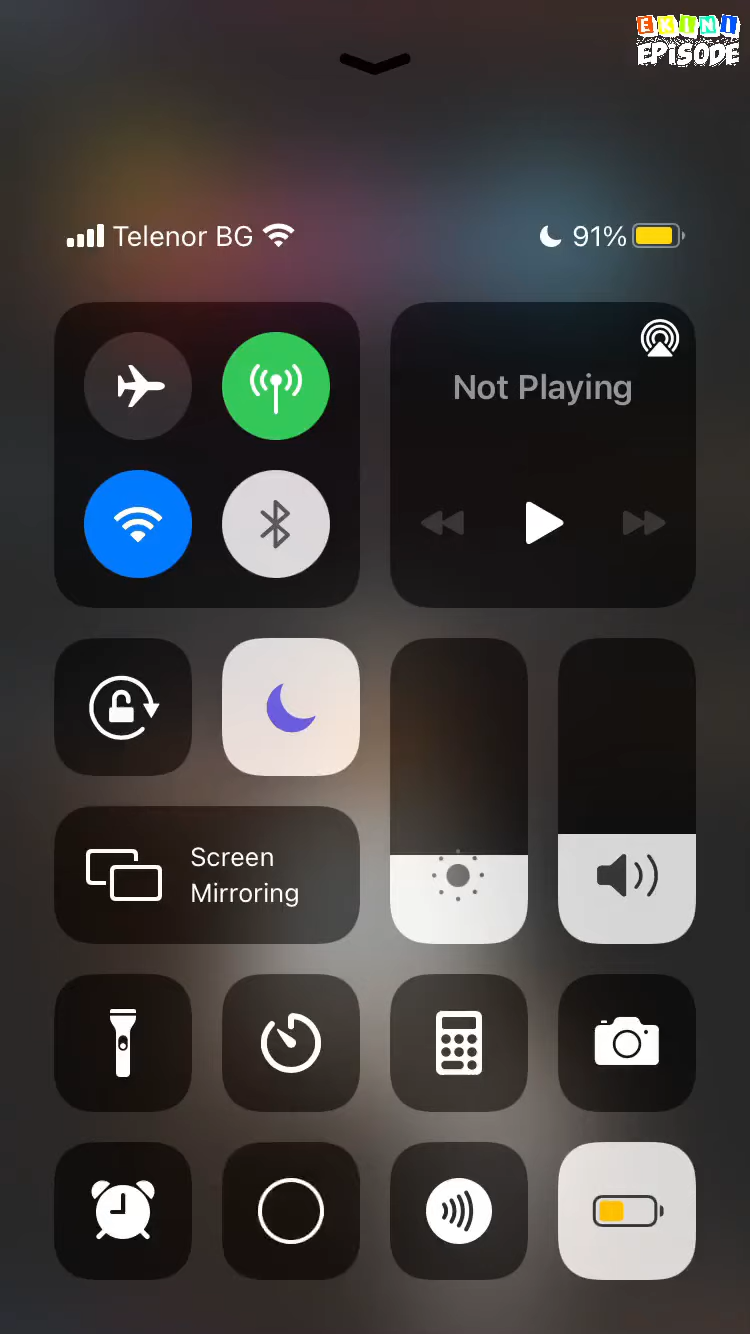 EKINI
EPISODE
Telenor BG
91%
Not Playing
Screen
Mirroring